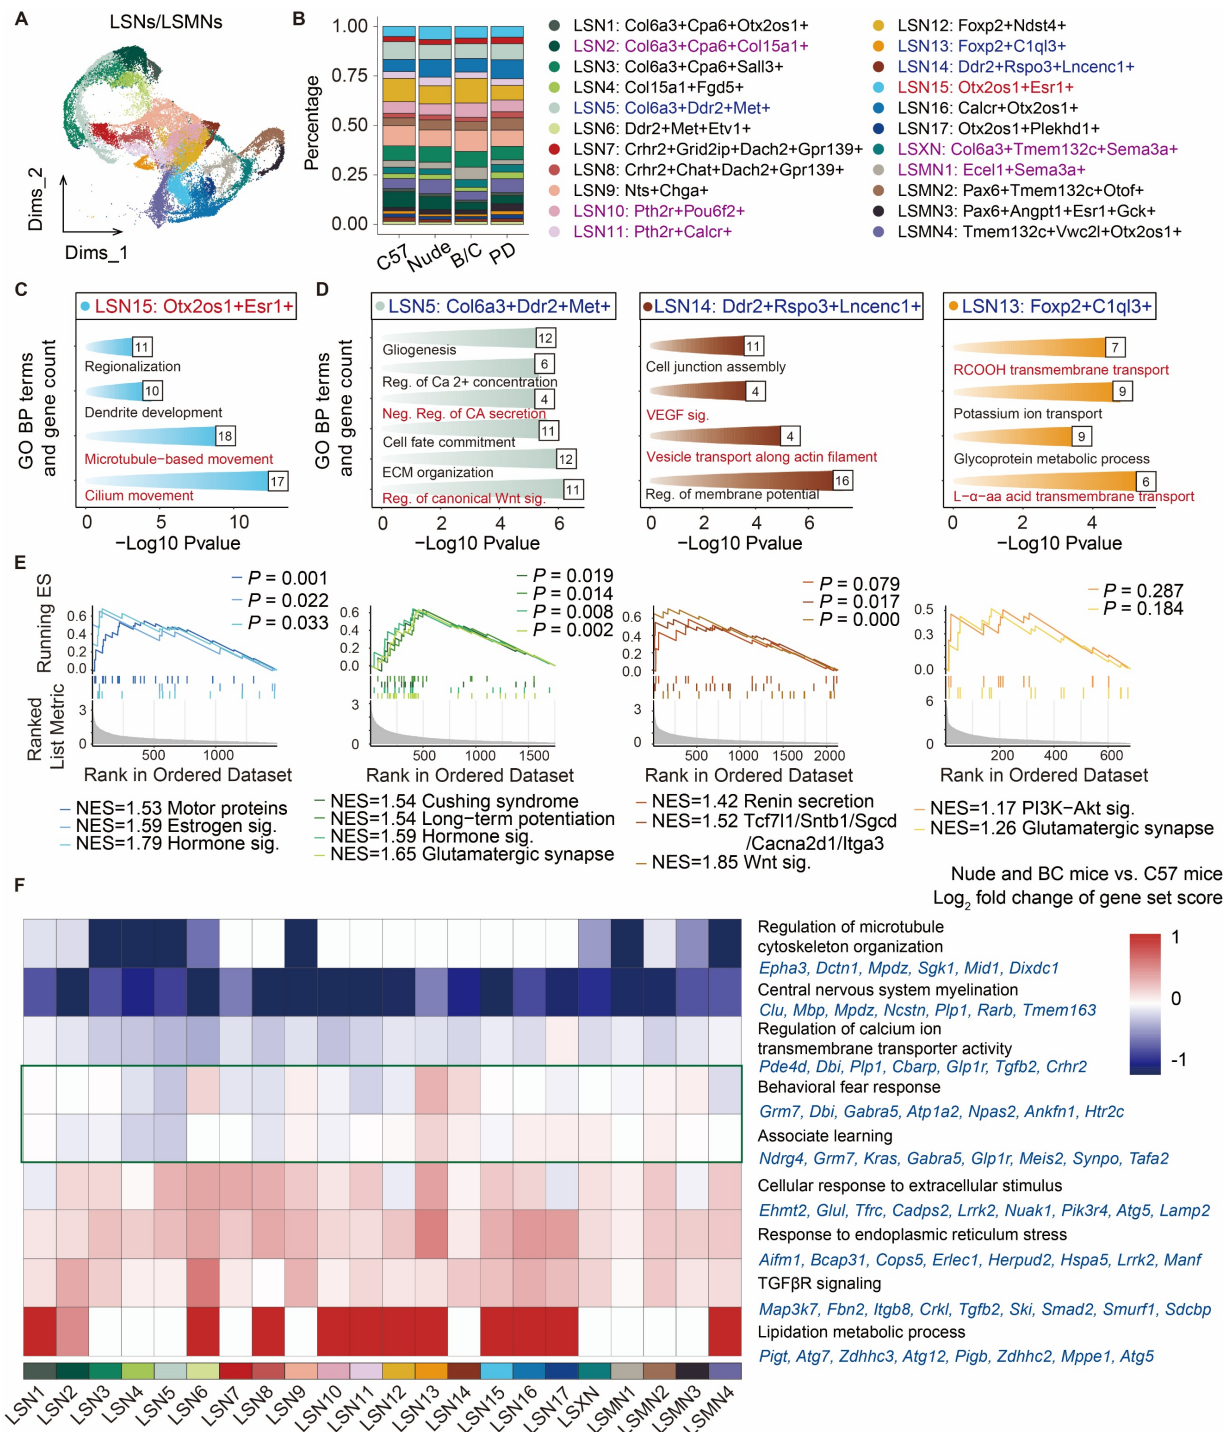 A
LSNs/LSMNs
Dims_2
Dims_1
B
Percentage
1.00
0.75
0.50
0.25
0.00
C57
Nude
B/C
PD
LSN1: Col6a3+Cpa6+Otx2os1+
LSN2: Col6a3+Cpa6+Col15a1+
LSN3: Col6a3+Cpa6+Sall3+
LSN4: Col15a1+Fgd5+
LSN5: Col6a3+Ddr2+Met+
LSN6: Ddr2+Met+Etv1+
LSN7: Crhr2+Grid2ip+Dach2+Gpr139+
LSN8: Crhr2+Chat+Dach2+Gpr139+
LSN9: Nts+Chga+
LSN10: Pth2r+Pou6f2+
LSN11: Pth2r+Calcr+
LSN12: Foxp2+Ndst4+
LSN13: Foxp2+C1ql3+
LSN14: Ddr2+Rspo3+Lncenc1+
LSN15: Otx2os1+Esr1+
LSN16: Calcr+Otx2os1+
LSN17: Otx2os1+Plekhd1+
LSXN: Col6a3+Tmem132c+Sema3a+
LSMN1: Ecel1+Sema3a+
LSMN2: Pax6+Tmem132c+Otof+
LSMN3: Pax6+Angpt1+Esr1+Gck+
LSMN4: Tmem132c+Vwc2l+Otx2os1+
C
GO BP terms
and gene count
LSN15: Otx2os1+Esr1+
11
Regionalization
10
Dendrite development
18
Microtubule−based movement
17
Cilium movement
0 5 10
−Log10 Pvalue
D
GO BP terms
and gene count
LSN5: Col6a3+Ddr2+Met+
12
Gliogenesis
6
Reg. of Ca 2+ concentration
4
Neg. Reg. of CA secretion
11
Cell fate commitment
12
ECM organization
11
Reg. of canonical Wnt sig.
0 2 4 6
−Log10 Pvalue
LSN14: Ddr2+Rspo3+Lncenc1+
11
Cell junction assembly
4
VEGF sig.
4
Vesicle transport along actin filament
16
Reg. of membrane potential
0 2 4 6
−Log10 Pvalue
LSN13: Foxp2+C1ql3+
7
RCOOH transmembrane transport
9
Potassium ion transport
9
Glycoprotein metabolic process
6
L−α−aa acid transmembrane transport
0 2 4
−Log10 Pvalue
E
Running ES
Ranked
List Metric
P = 0.001
P = 0.022
P = 0.033
0.6
0.4
0.2
0.0
3
0
500 1000
Rank in Ordered Dataset
NES=1.53 Motor proteins
NES=1.59 Estrogen sig.
NES=1.79 Hormone sig.
P = 0.019
P = 0.014
P = 0.008
P = 0.002
0.6
0.4
0.2
0.0
3
0
500 1000 1500
Rank in Ordered Dataset
NES=1.54 Cushing syndrome
NES=1.54 Long−term potentiation
NES=1.59 Hormone sig.
NES=1.65 Glutamatergic synapse
P = 0.079
P = 0.017
P = 0.000
0.6
0.4
0.2
0.0
3
0
500 1000 1500 2000
Rank in Ordered Dataset
NES=1.42 Renin secretion
NES=1.52 Tcf7l1/Sntb1/Sgcd
/Cacna2d1/Itga3
NES=1.85 Wnt sig.
P = 0.287
P = 0.184
0.5
0.3
0.0
6
0
200 400 600
Rank in Ordered Dataset
NES=1.17 PI3K−Akt sig.
NES=1.26 Glutamatergic synapse
F
Nude and BC mice vs. C57 mice
Log2 fold change of gene set score
1
0
-1
Regulation of microtubule
cytoskeleton organization
Epha3, Dctn1, Mpdz, Sgk1, Mid1, Dixdc1
Central nervous system myelination
Clu, Mbp, Mpdz, Ncstn, Plp1, Rarb, Tmem163
Regulation of calcium ion
transmembrane transporter activity
Pde4d, Dbi, Plp1, Cbarp, Glp1r, Tgfb2, Crhr2
Behavioral fear response
Grm7, Dbi, Gabra5, Atp1a2, Npas2, Ankfn1, Htr2c
Associate learning
Ndrg4, Grm7, Kras, Gabra5, Glp1r, Meis2, Synpo, Tafa2
Cellular response to extracellular stimulus
Ehmt2, Glul, Tfrc, Cadps2, Lrrk2, Nuak1, Pik3r4, Atg5, Lamp2
Response to endoplasmic reticulum stress
Aifm1, Bcap31, Cops5, Erlec1, Herpud2, Hspa5, Lrrk2, Manf
TGFβR signaling
Map3k7, Fbn2, Itgb8, Crkl, Tgfb2, Ski, Smad2, Smurf1, Sdcbp
Lipidation metabolic process
Pigt, Atg7, Zdhhc3, Atg12, Pigb, Zdhhc2, Mppe1, Atg5
LSN1
LSN2
LSN3
LSN4
LSN5
LSN6
LSN7
LSN8
LSN9
LSN10
LSN11
LSN12
LSN13
LSN14
LSN15
LSN16
LSN17
LSXN
LSMN1
LSMN2
LSMN3
LSMN4